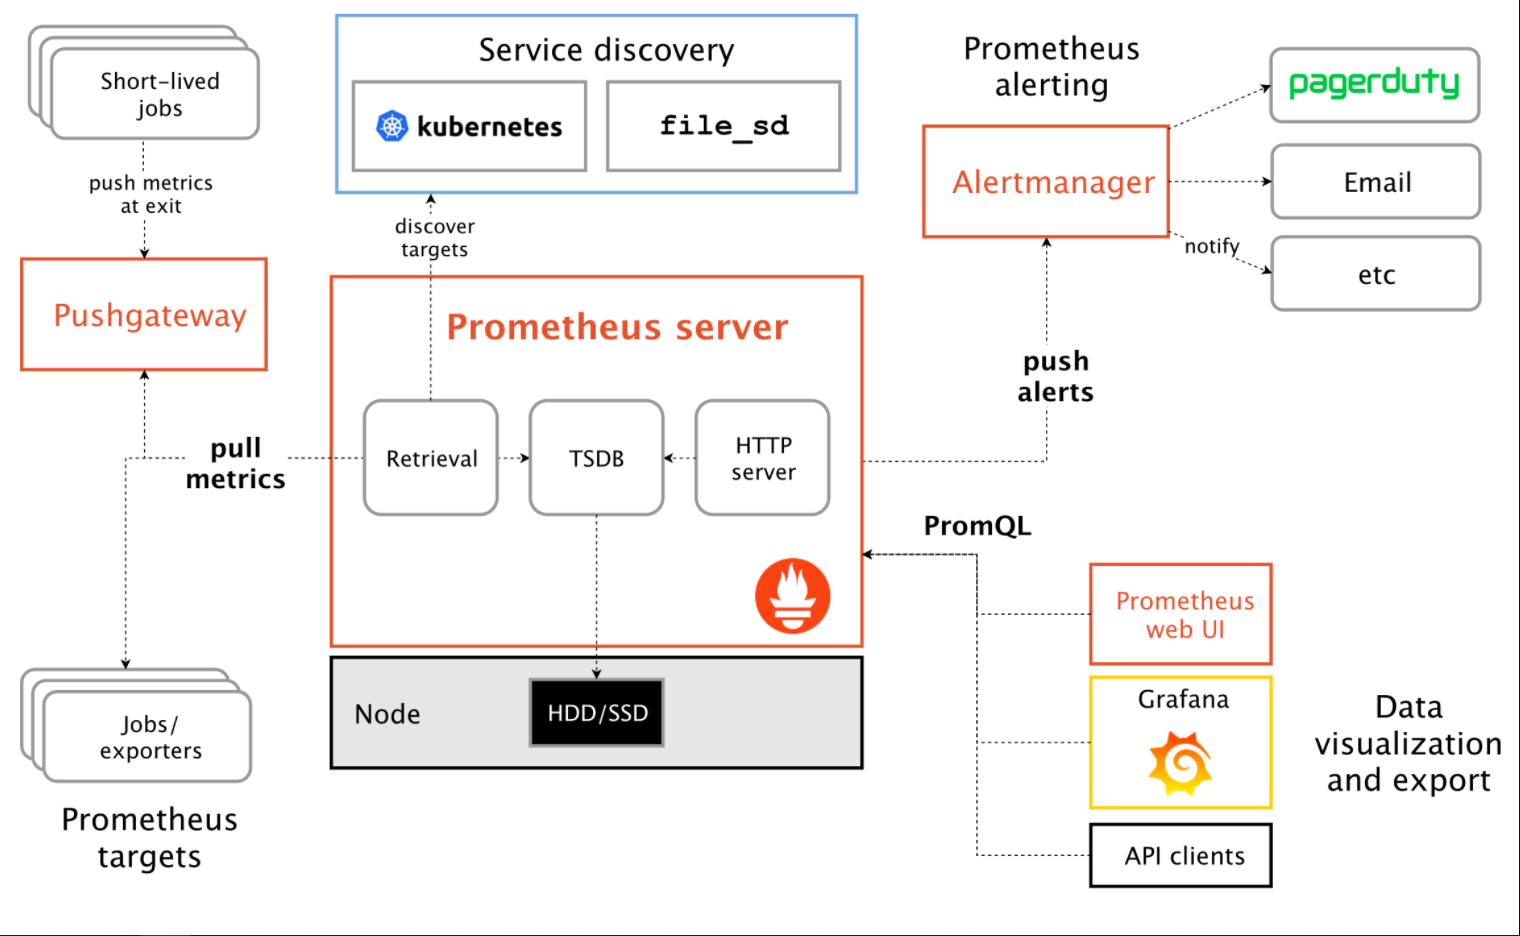 Short-lived
jobs
push metrics
at exit
Pushgateway
pull
metrics
Jobs/
exporters
Prometheus
targets
Service discovery
kubernetes
file_sd
discover
targets
Prometheus server
Retrieval
TSDB
HTTP
server
Node
HDD/SSD
Prometheus
alerting
Alertmanager
pagerduty
Email
notify
etc
push
alerts
PromQL
Prometheus
web UI
Grafana
API clients
Data
visualization
and export